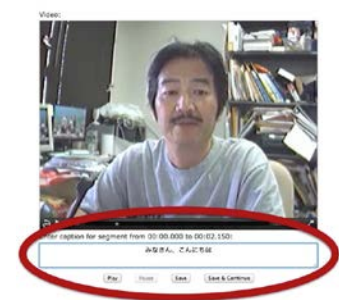 Video:
Enter caption for segment from 00:00.000 to 00:02.150:
みなさん、こんにちは
Play Pause Save Save & Continue